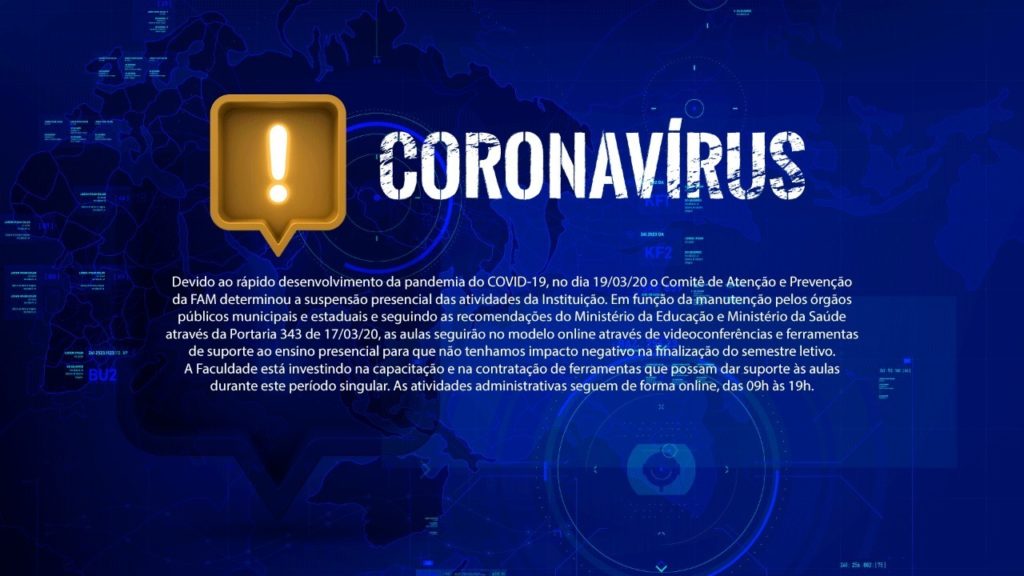 !
CORONAVÍRUS
Devido ao rápido desenvolvimento da pandemia do COVID-19, no dia 19/03/20 o Comitê de Atenção e Prevenção
da FAM determinou a suspensão presencial das atividades da Instituição. Em função da manutenção pelos órgãos
públicos municipais e estaduais e seguindo as recomendações do Ministério da Educação e Ministério da Saúde
através da Portaria 343 de 17/03/20, as aulas seguirão no modelo online através de videoconferências e ferramentas
de suporte ao ensino presencial para que não tenhamos impacto negativo na finalização do semestre letivo.
A Faculdade está investindo na capacitação e na contratação de ferramentas que possam dar suporte às aulas
durante este período singular. As atividades administrativas seguem de forma online, das 09h às 19h.
KF2
BU2